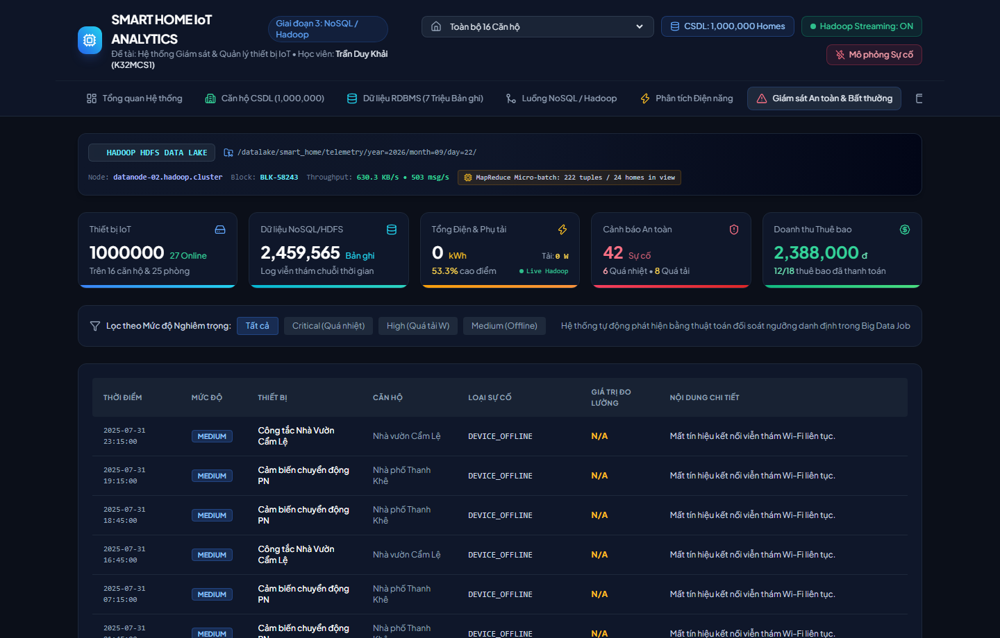 SMART HOME IoT
ANALYTICS
Đề tài: Hệ thống Giám sát & Quản lý thiết bị IoT • Học viên: Trần Duy Khải
(K32MCS1)
Giai đoạn 3: NoSQL /
Hadoop
Toàn bộ 16 Căn hộ
CSDL: 1,000,000 Homes
Hadoop Streaming: ON
Mô phỏng Sự cố
Tổng quan Hệ thống
Căn hộ CSDL (1,000,000)
Dữ liệu RDBMS (7 Triệu Bản ghi)
Luồng NoSQL / Hadoop
Phân tích Điện năng
Giám sát An toàn & Bất thường
HADOOP HDFS DATA LAKE
/datalake/smart_home/telemetry/year=2026/month=09/day=22/
Node: datanode-02.hadoop.cluster Block: BLK-58243 Throughput: 630.3 KB/s • 503 msg/s
MapReduce Micro-batch: 222 tuples / 24 homes in view
Thiết bị IoT
1000000 27 Online
Trên 16 căn hộ & 25 phòng
Dữ liệu NoSQL/HDFS
2,459,565 Bản ghi
Log viễn thám chuỗi thời gian
Tổng Điện & Phụ tải
0 kWh
Tải: 0 W
53.3% cao điểm
Live Hadoop
Cảnh báo An toàn
42 Sự cố
6 Quá nhiệt • 8 Quá tải
Doanh thu Thuê bao
2,388,000 đ
12/18 thuê bao đã thanh toán
Lọc theo Mức độ Nghiêm trọng:
Tất cả
Critical (Quá nhiệt)
High (Quá tải W)
Medium (Offline)
Hệ thống tự động phát hiện bằng thuật toán đối soát ngưỡng danh định trong Big Data Job
THỜI ĐIỂM
MỨC ĐỘ
THIẾT BỊ
CĂN HỘ
LOẠI SỰ CỐ
GIÁ TRỊ ĐO
LƯỜNG
NỘI DUNG CHI TIẾT
2025-07-31
23:15:00
MEDIUM
Công tắc Nhà Vườn
Cẩm Lệ
Nhà vườn Cẩm Lệ
DEVICE_OFFLINE
N/A
Mất tín hiệu kết nối viễn thám Wi-Fi liên tục.
2025-07-31
19:15:00
MEDIUM
Cảm biến chuyển động
PN
Nhà phố Thanh
Khê
DEVICE_OFFLINE
N/A
Mất tín hiệu kết nối viễn thám Wi-Fi liên tục.
2025-07-31
18:45:00
MEDIUM
Cảm biến chuyển động
PN
Nhà phố Thanh
Khê
DEVICE_OFFLINE
N/A
Mất tín hiệu kết nối viễn thám Wi-Fi liên tục.
2025-07-31
16:45:00
MEDIUM
Công tắc Nhà Vườn
Cẩm Lệ
Nhà vườn Cẩm Lệ
DEVICE_OFFLINE
N/A
Mất tín hiệu kết nối viễn thám Wi-Fi liên tục.
2025-07-31
07:15:00
MEDIUM
Cảm biến chuyển động
PN
Nhà phố Thanh
Khê
DEVICE_OFFLINE
N/A
Mất tín hiệu kết nối viễn thám Wi-Fi liên tục.
2025-07-31
MEDIUM
Cảm biến chuyển động
Nhà phố Thanh
DEVICE_OFFLINE
N/A
Mất tín hiệu kết nối viễn thám Wi-Fi liên tục.